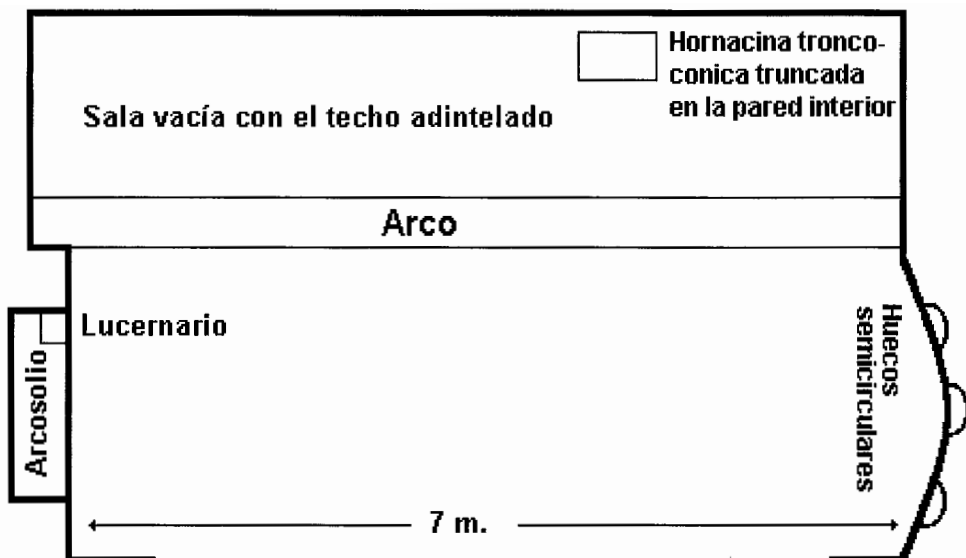 Hornacina tronco-
conica truncada
en la pared interior
Sala vacía con el techo adintelado
Arco
Lucernario
Arcosolio
Huecos
semicirculares
7 m.